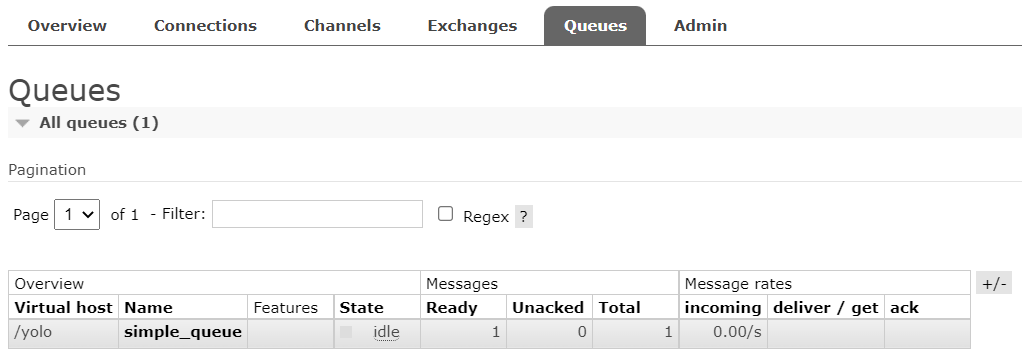 Overview Connections Channels Exchanges Queues Admin
Queues
All queues (1)
Pagination
Page 1 of 1 - Filter: Regex ?
Overview Messages Message rates +/-
Virtual host Name Features State Ready Unacked Total incoming deliver / get ack
/yolo simple_queue idle 1 0 1 0.00/s